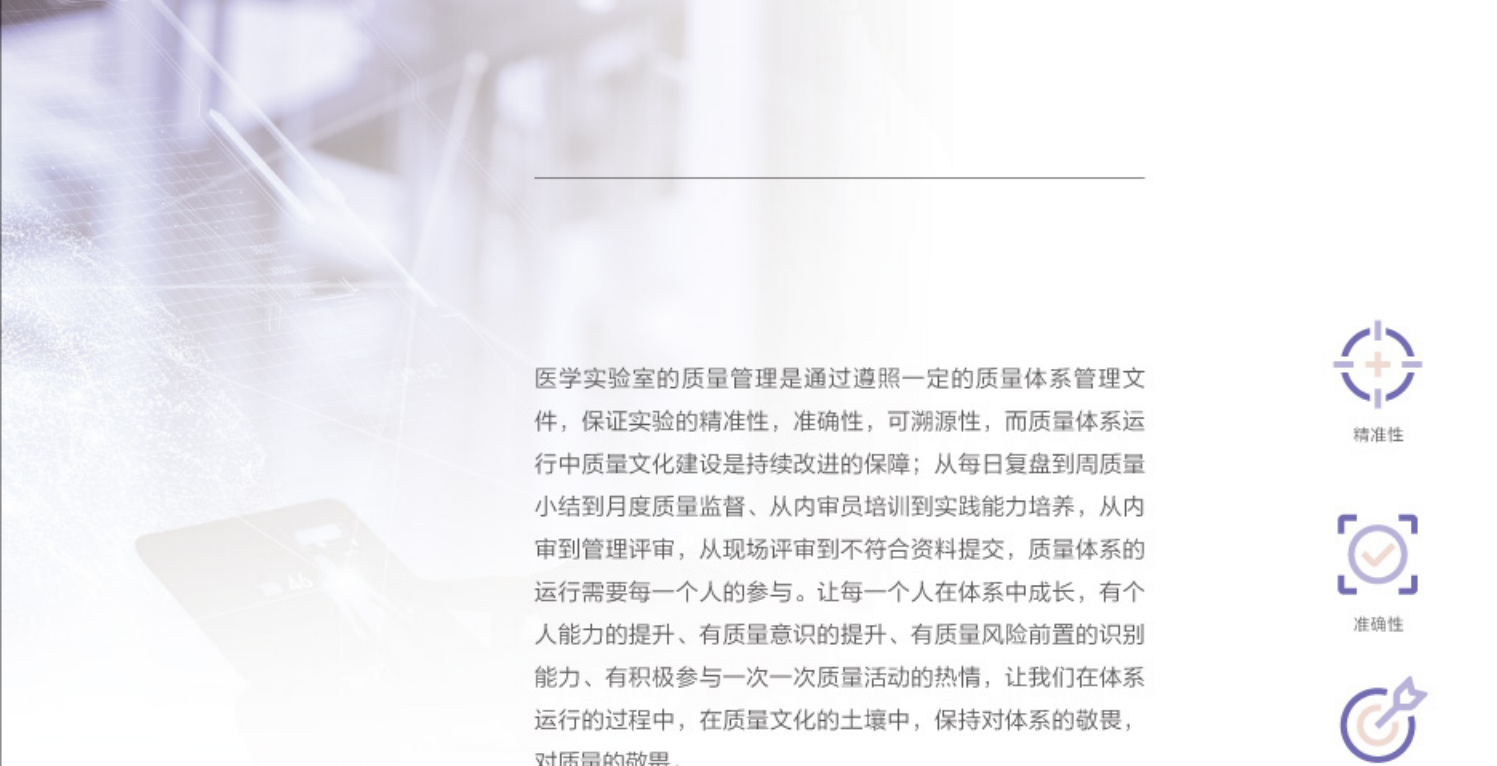 医学实验室的质量管理是通过遵照一定的质量体系管理文
件，保证实验的精准性，准确性，可溯源性，而质量体系运
行中质量文化建设是持续改进的保障；从每日复盘到周质量
小结到月度质量监督、从内审员培训到实践能力培养，从内
审到管理评审，从现场评审到不符合资料提交，质量体系的
运行需要每一个人的参与。让每一个人在体系中成长，有个
人能力的提升、有质量意识的提升、有质量风险前置的识别
能力、有积极参与一次一次质量活动的热情，让我们在体系
运行的过程中，在质量文化的土壤中，保持对体系的敬畏，
对质量的敬畏。
精准性
准确性